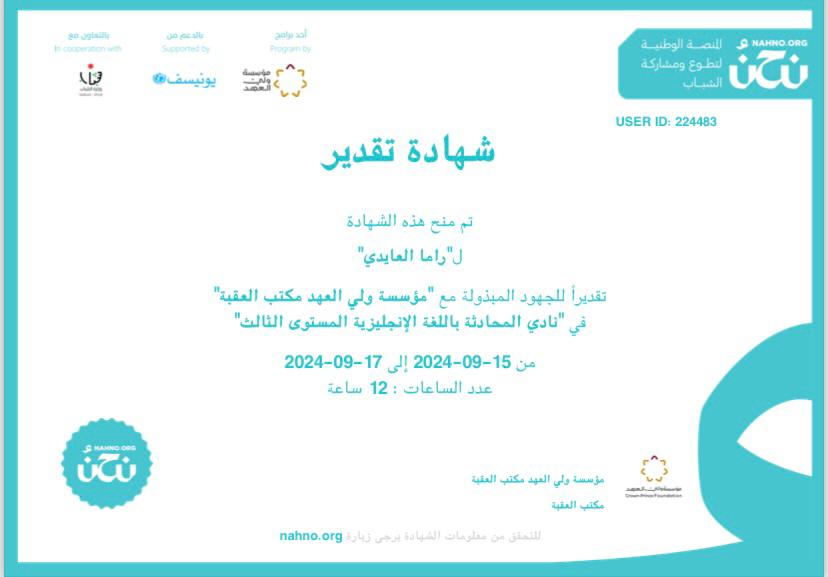 أحد برامج
Program by
بالدعم من
Supported by
بالتعاون مع
In cooperation with
مؤسسة
ولي
العهد
يونيسف
وزارة الشباب
المنصة الوطنية
لتطوع ومشاركة
الشباب
NAHNO.ORG
نحن
USER ID: 224483
شهادة تقدير
تم منح هذه الشهادة
ل"راما العايدي"
تقديراً للجهود المبذولة مع "مؤسسة ولي العهد مكتب العقبة"
في "نادي المحادثة باللغة الإنجليزية المستوى الثالث"
من 15-09-2024 إلى 17-09-2024
عدد الساعات : 12 ساعة
NAHNO.ORG
نحن
مؤسسة ولي العهد مكتب العقبة
مكتب العقبة
مؤسسة ولي العهد
Crown Prince Foundation
للتحقق من معلومات الشهادة يرجى زيارة nahno.org